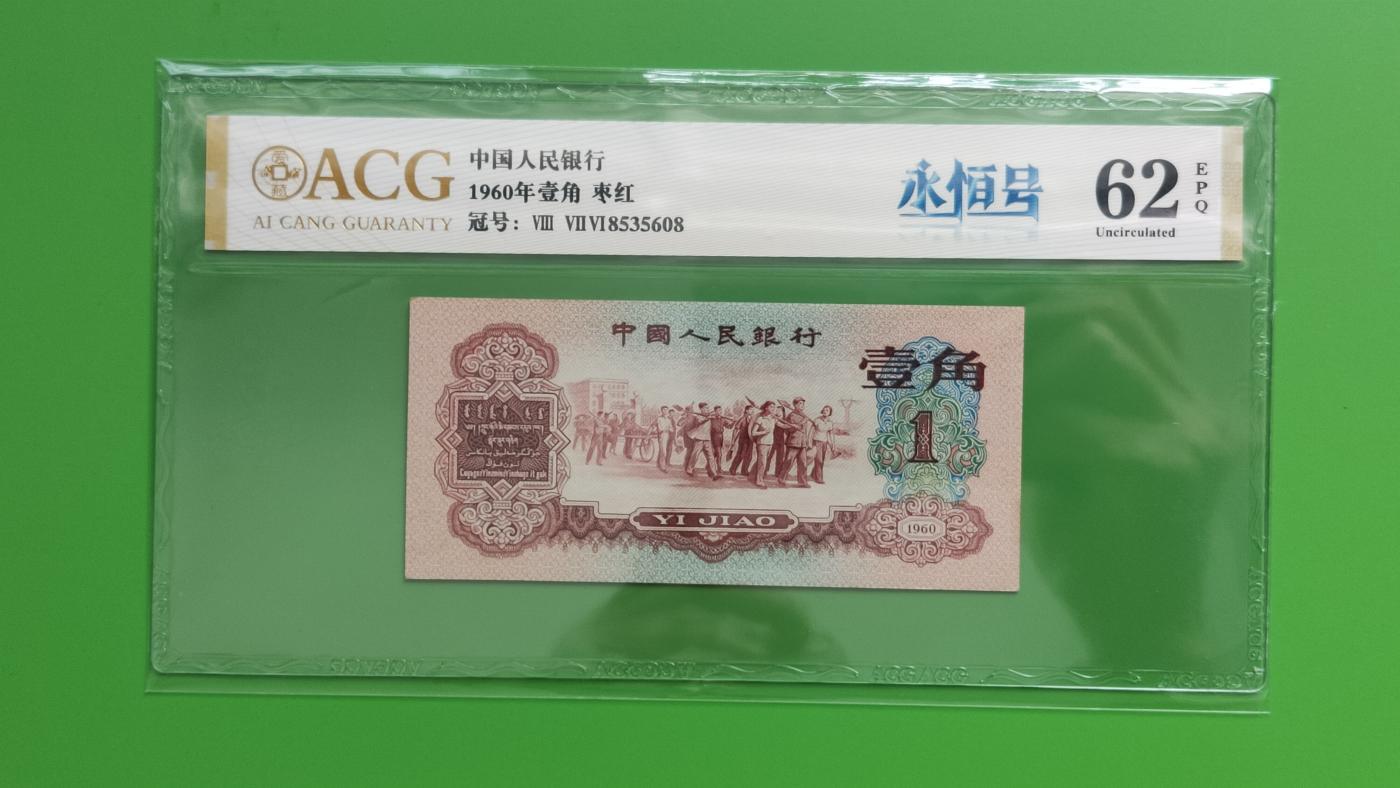 ACG
AI CANG GUARANTY
中国人民银行
1960年壹角 枣红
冠号: Ⅷ ⅦⅥ8535608
永恒号
62
EPQ
Uncirculated
中國人民銀行
壹角
1
YI JIAO
1960